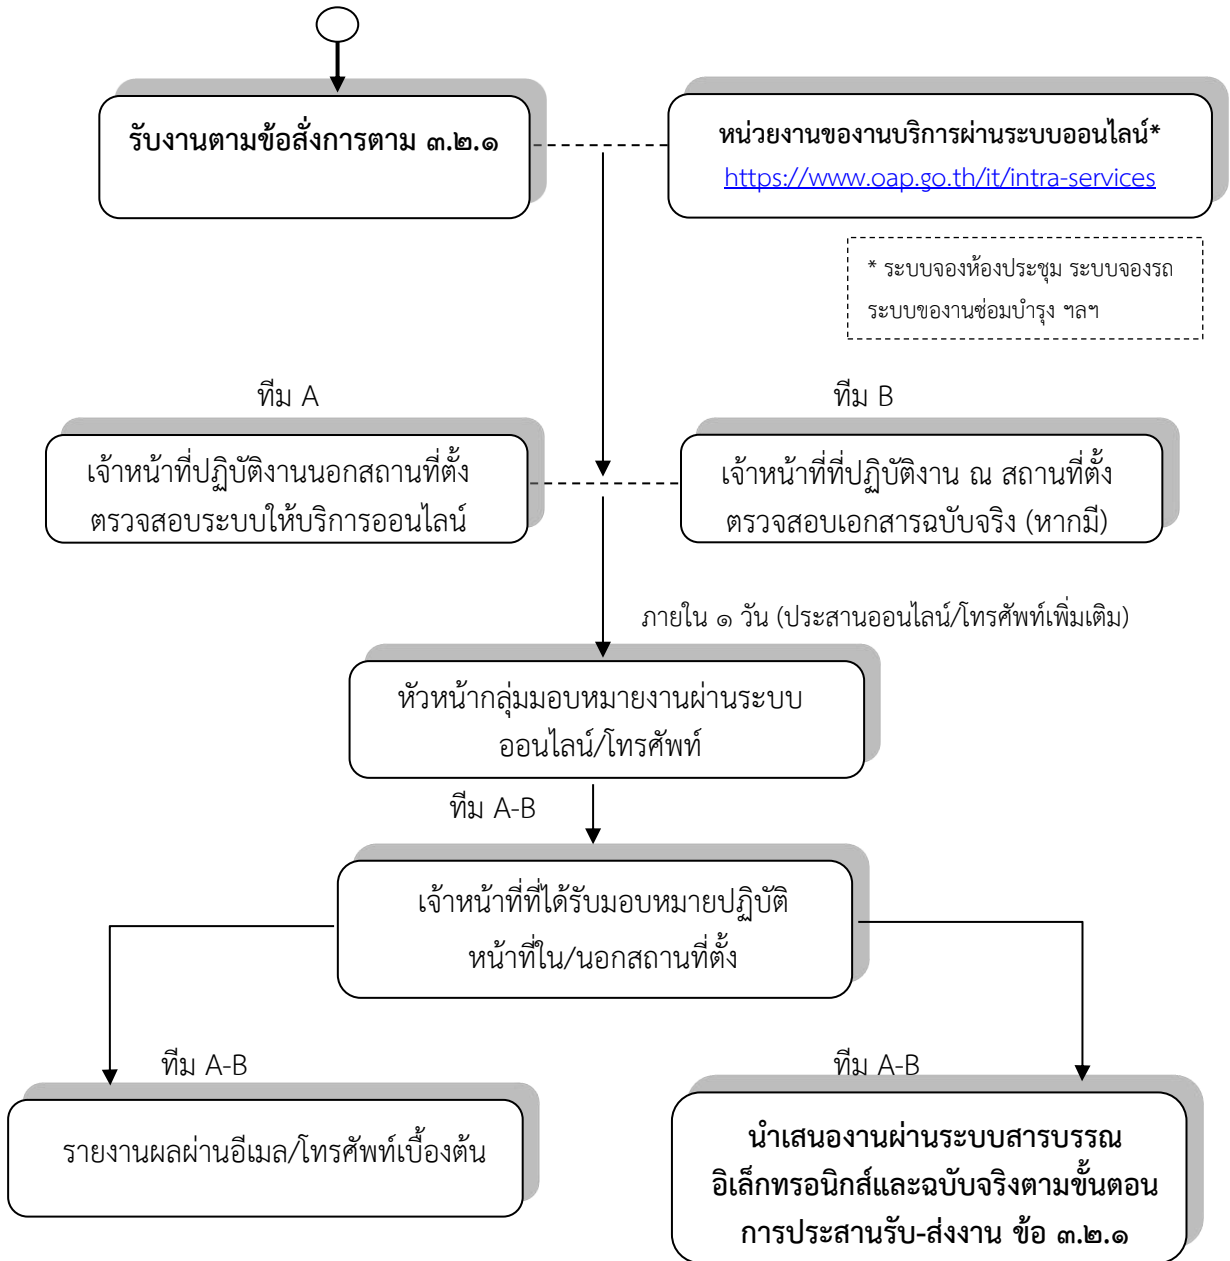 รับงานตามข้อสั่งการตาม ๓.๒.๑
หน่วยงานของานบริการผ่านระบบออนไลน์*
https://www.oap.go.th/it/intra-services
* ระบบจองห้องประชุม ระบบจองรถ
ระบบของานซ่อมบำรุง ฯลฯ
ทีม A
ทีม B
เจ้าหน้าที่ปฏิบัติงานนอกสถานที่ตั้ง
ตรวจสอบระบบให้บริการออนไลน์
เจ้าหน้าที่ที่ปฏิบัติงาน ณ สถานที่ตั้ง
ตรวจสอบเอกสารฉบับจริง (หากมี)
ภายใน ๑ วัน (ประสานออนไลน์/โทรศัพท์เพิ่มเติม)
หัวหน้ากลุ่มมอบหมายงานผ่านระบบ
ออนไลน์/โทรศัพท์
ทีม A-B
เจ้าหน้าที่ที่ได้รับมอบหมายปฏิบัติ
หน้าที่ใน/นอกสถานที่ตั้ง
ทีม A-B
ทีม A-B
รายงานผลผ่านอีเมล/โทรศัพท์เบื้องต้น
นำเสนองานผ่านระบบสารบรรณ
อิเล็กทรอนิกส์และฉบับจริงตามขั้นตอน
การประสานรับ-ส่งงาน ข้อ ๓.๒.๑